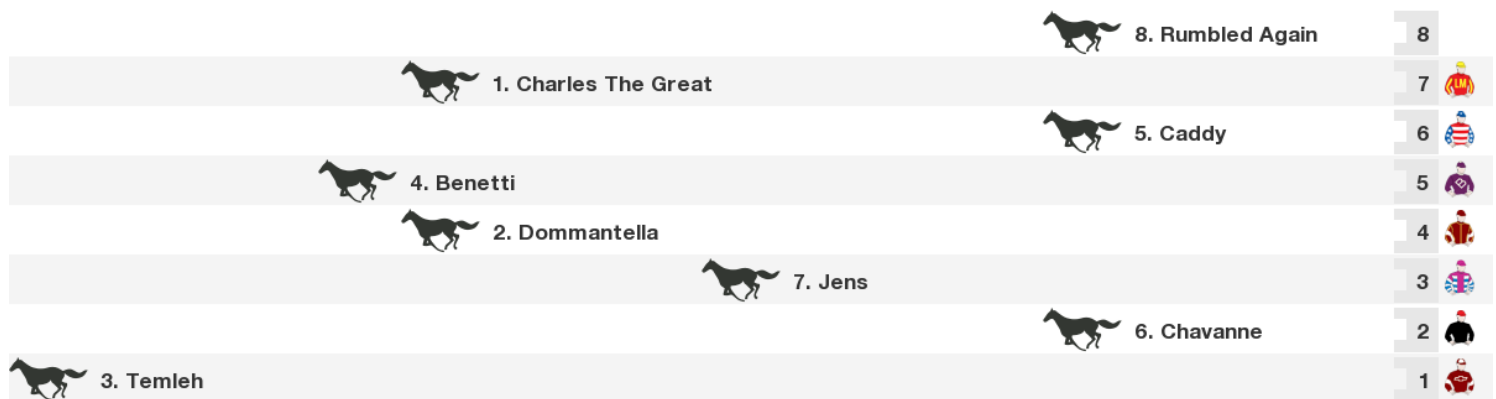 8. Rumbled Again 8
1. Charles The Great 7 LM
5. Caddy 6
4. Benetti 5 B
2. Dommantella 4
7. Jens 3
6. Chavanne 2
3. Temleh 1